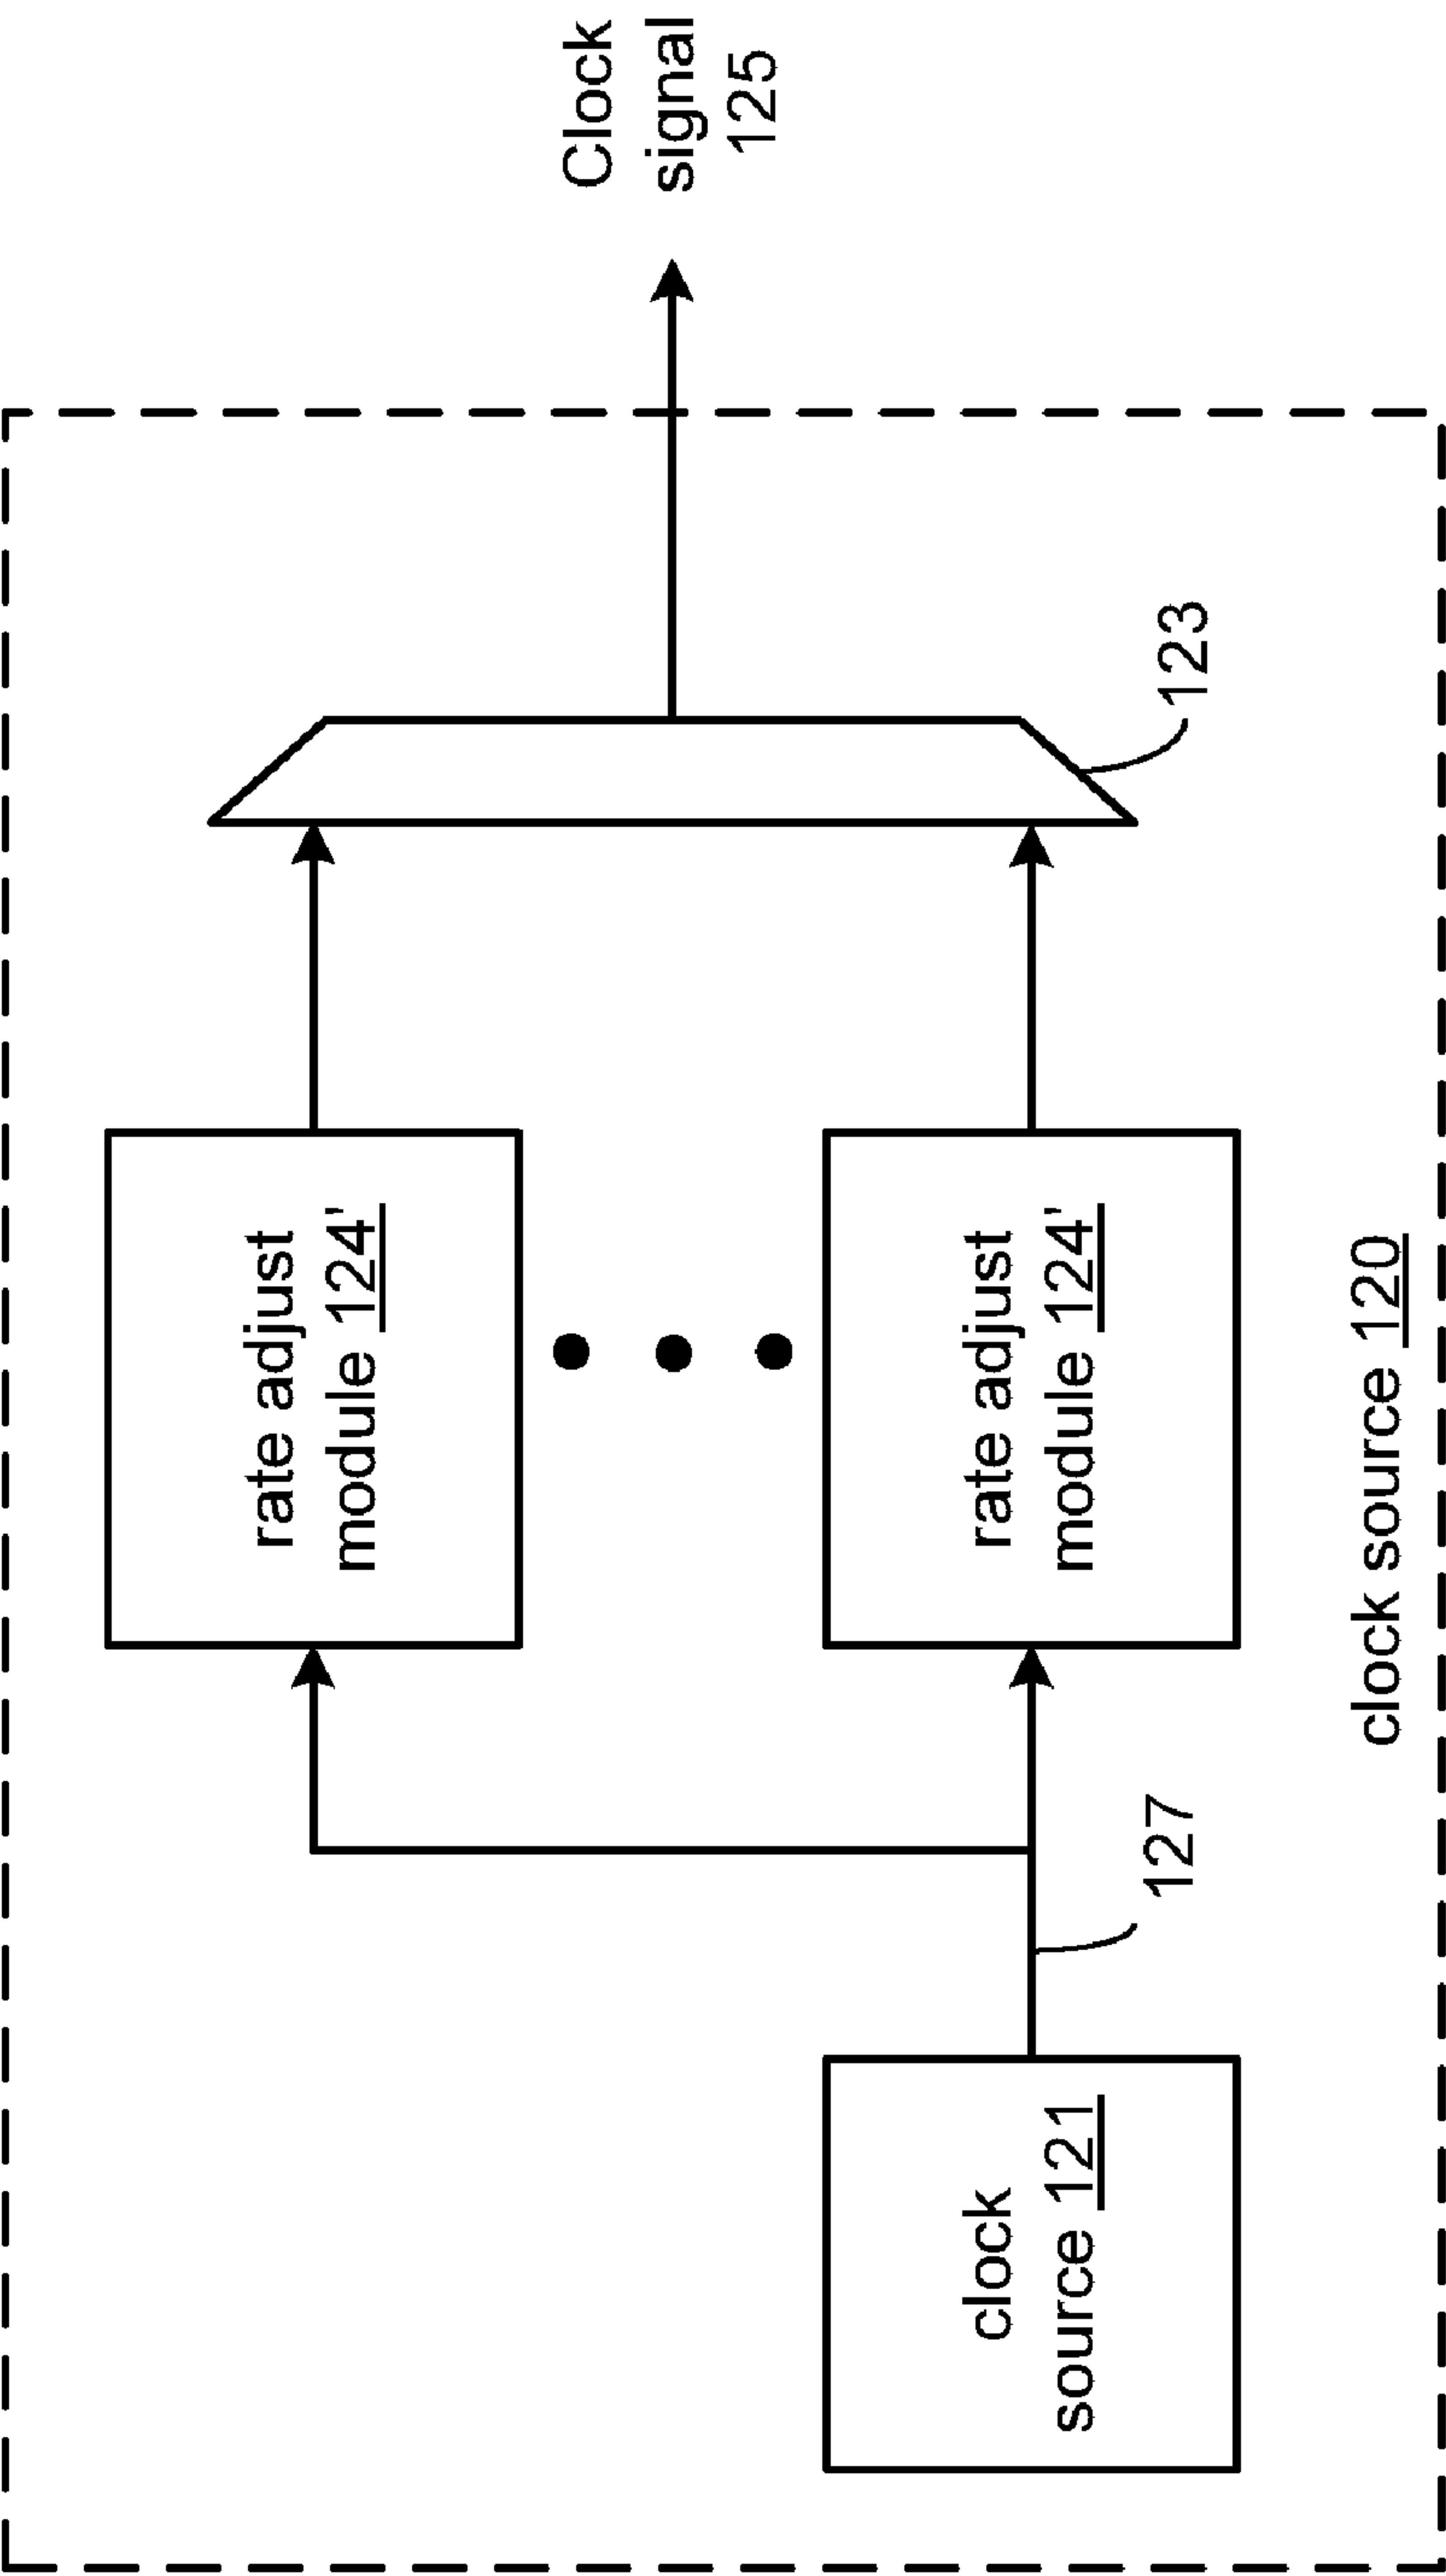 rate adjust
module 124'
Clock
signal
125
clock
source 121
rate adjust
module 124'
127
123
clock source 120